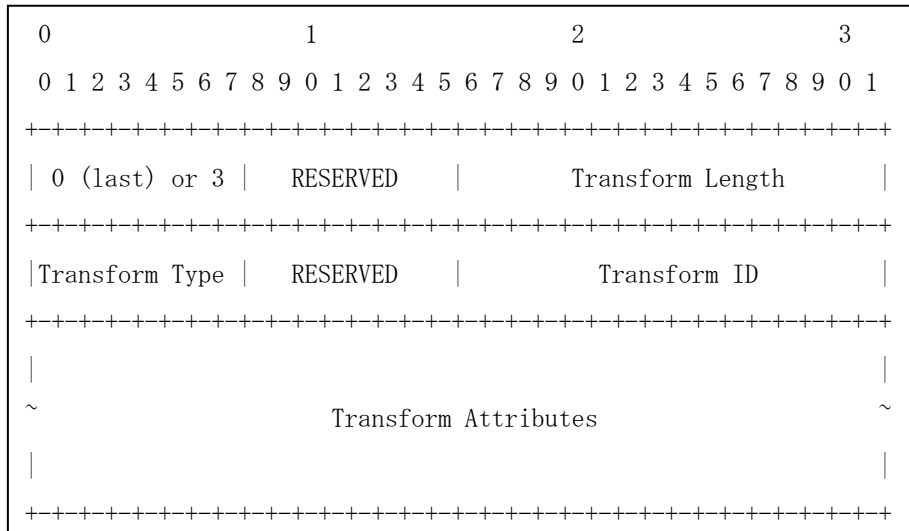 0                   1                   2                   3
0 1 2 3 4 5 6 7 8 9 0 1 2 3 4 5 6 7 8 9 0 1 2 3 4 5 6 7 8 9 0 1
+-+-+-+-+-+-+-+-+-+-+-+-+-+-+-+-+-+-+-+-+-+-+-+-+-+-+-+-+-+-+-+-+
| 0 (last) or 3 |   RESERVED    |        Transform Length       |
+-+-+-+-+-+-+-+-+-+-+-+-+-+-+-+-+-+-+-+-+-+-+-+-+-+-+-+-+-+-+-+-+
|Transform Type |   RESERVED    |          Transform ID         |
+-+-+-+-+-+-+-+-+-+-+-+-+-+-+-+-+-+-+-+-+-+-+-+-+-+-+-+-+-+-+-+-+
|                                                               |
~                      Transform Attributes                     ~
|                                                               |
+-+-+-+-+-+-+-+-+-+-+-+-+-+-+-+-+-+-+-+-+-+-+-+-+-+-+-+-+-+-+-+-+